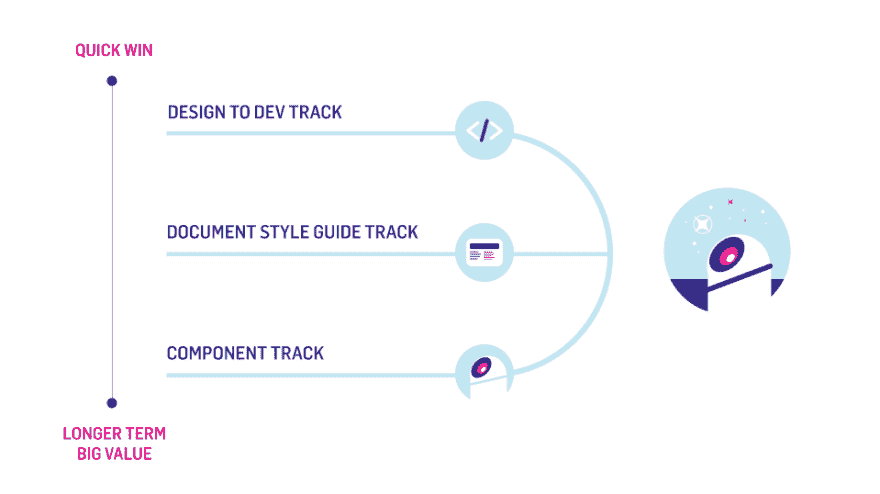 QUICK WIN
DESIGN TO DEV TRACK
DOCUMENT STYLE GUIDE TRACK
COMPONENT TRACK
LONGER TERM
BIG VALUE